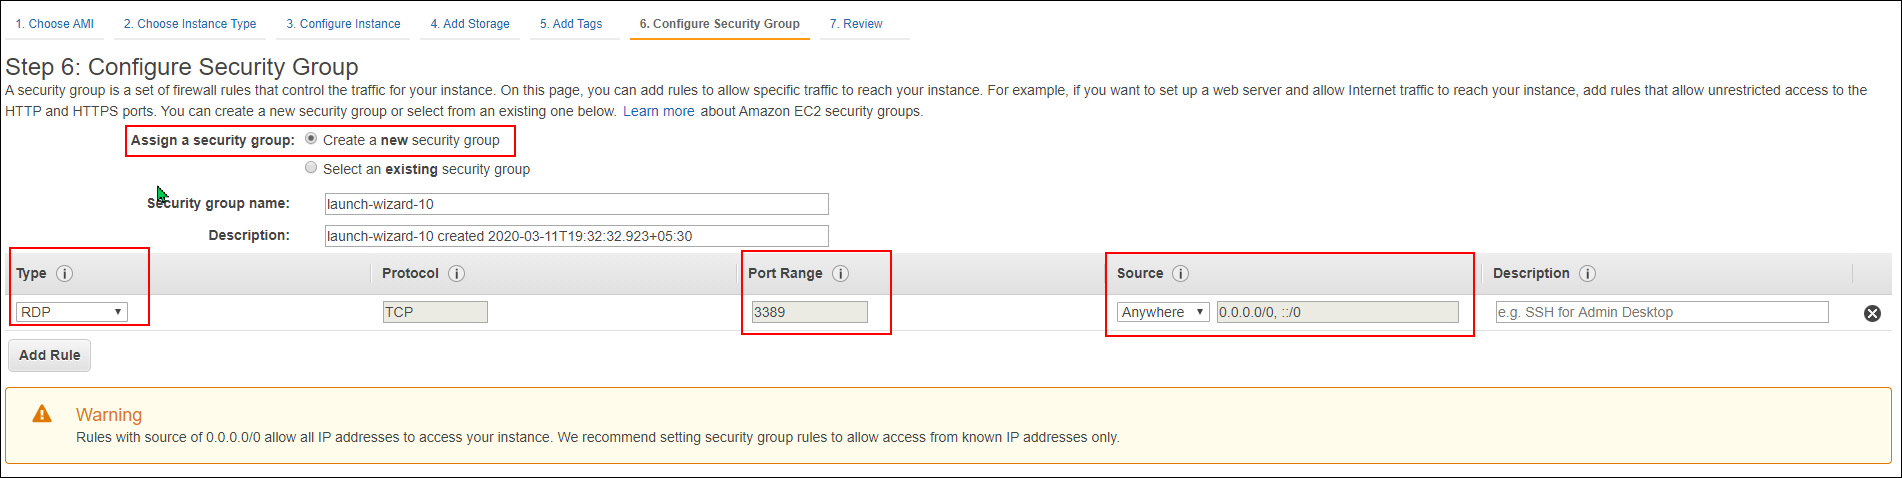 1. Choose AMI 2. Choose Instance Type 3. Configure Instance 4. Add Storage 5. Add Tags 6. Configure Security Group 7. Review
Step 6: Configure Security Group
A security group is a set of firewall rules that control the traffic for your instance. On this page, you can add rules to allow specific traffic to reach your instance. For example, if you want to set up a web server and allow Internet traffic to reach your instance, add rules that allow unrestricted access to the
HTTP and HTTPS ports. You can create a new security group or select from an existing one below. Learn more about Amazon EC2 security groups.
Assign a security group: Create a new security group
Select an existing security group
Security group name: launch-wizard-10
Description: launch-wizard-10 created 2020-03-11T19:32:32.923+05:30
Type i Protocol i Port Range i Source i Description i
RDP TCP 3389 Anywhere 0.0.0.0/0, ::/0 e.g. SSH for Admin Desktop
Add Rule
Warning
Rules with source of 0.0.0.0/0 allow all IP addresses to access your instance. We recommend setting security group rules to allow access from known IP addresses only.